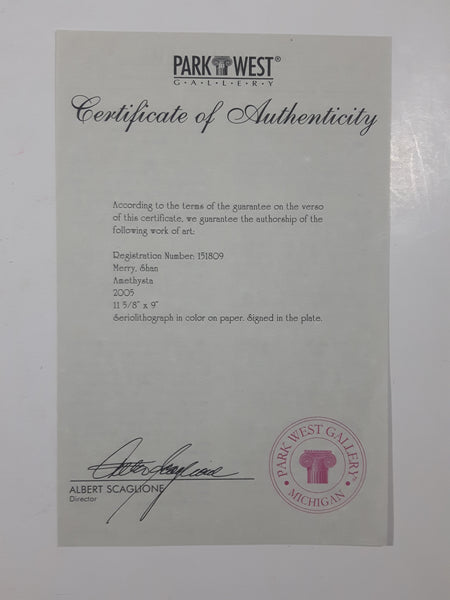 PARK WEST®
G·A·L·L·E·R·Y
Certificate of Authenticity
According to the terms of the guarantee on the verso
of this certificate, we guarantee the authorship of the
following work of art:
Registration Number: 151809
Merry, Shan
Amethysta
2005
11 5/8" x 9"
Seriolithograph in color on paper. Signed in the plate.
ALBERT SCAGLIONE
Director
PARK WEST GALLERY™
• MICHIGAN •